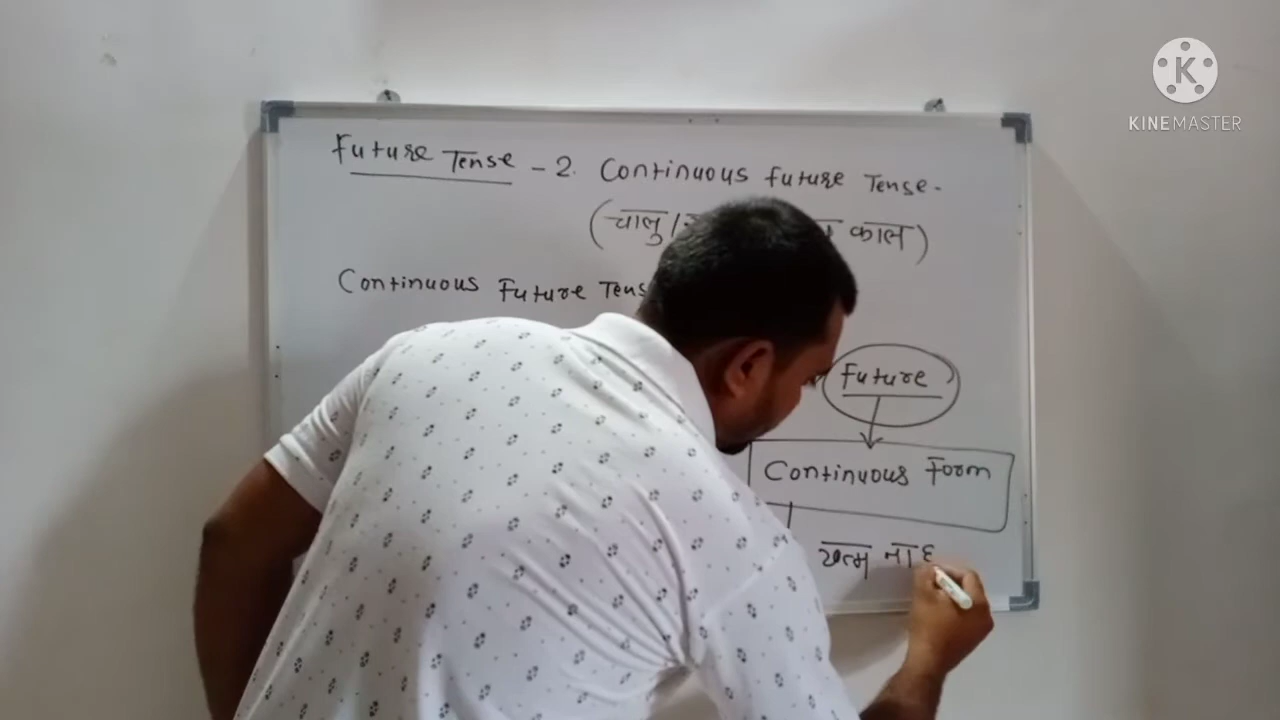 Future Tense - 2. Continuous Future Tense -
(चालु/ काल)
Continuous Future Tens
Future
Continuous Form
खत्म
K
KINEMASTER